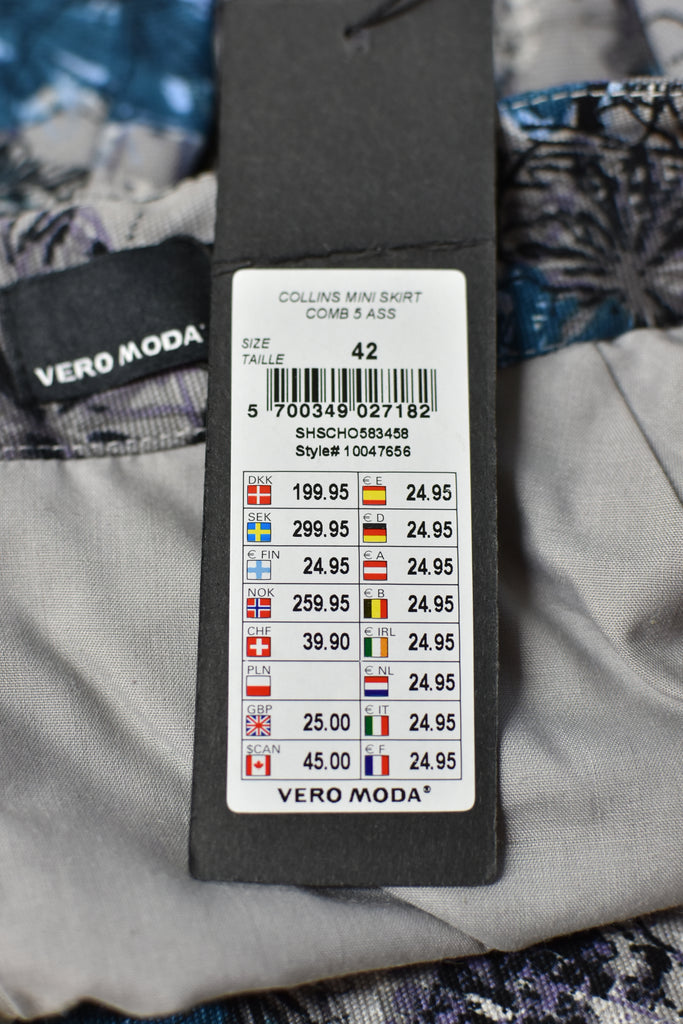 COLLINS MINI SKIRT
COMB 5 ASS
SIZE
TAILLE
42
5 700349 027182
SHSCHO583458
Style# 10047656
DKK 199.95 € E 24.95
SEK 299.95 € D 24.95
€ FIN 24.95 € A 24.95
NOK 259.95 € B 24.95
CHF 39.90 € IRL 24.95
PLN € NL 24.95
GBP 25.00 € IT 24.95
$CAN 45.00 € F 24.95
VERO MODA®
VERO MODA